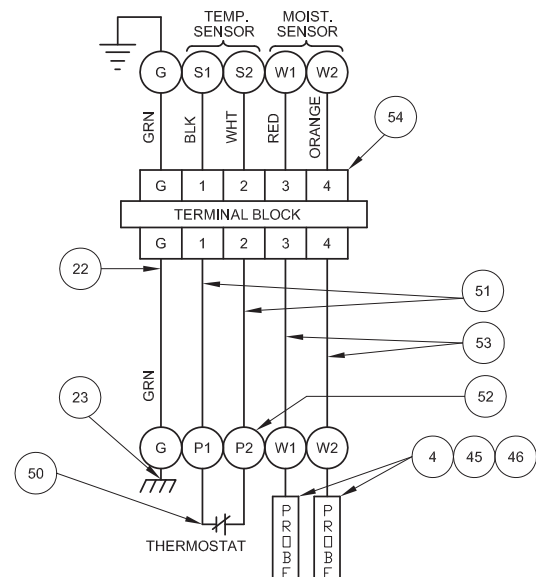 TEMP. SENSOR
MOIST. SENSOR
G S1 S2 W1 W2
GRN BLK WHT RED ORANGE
54
G 1 2 3 4
TERMINAL BLOCK
G 1 2 3 4
22
51
53
GRN
23
52
G P1 P2 W1 W2
50
4 45 46
THERMOSTAT
PROBE PROBE